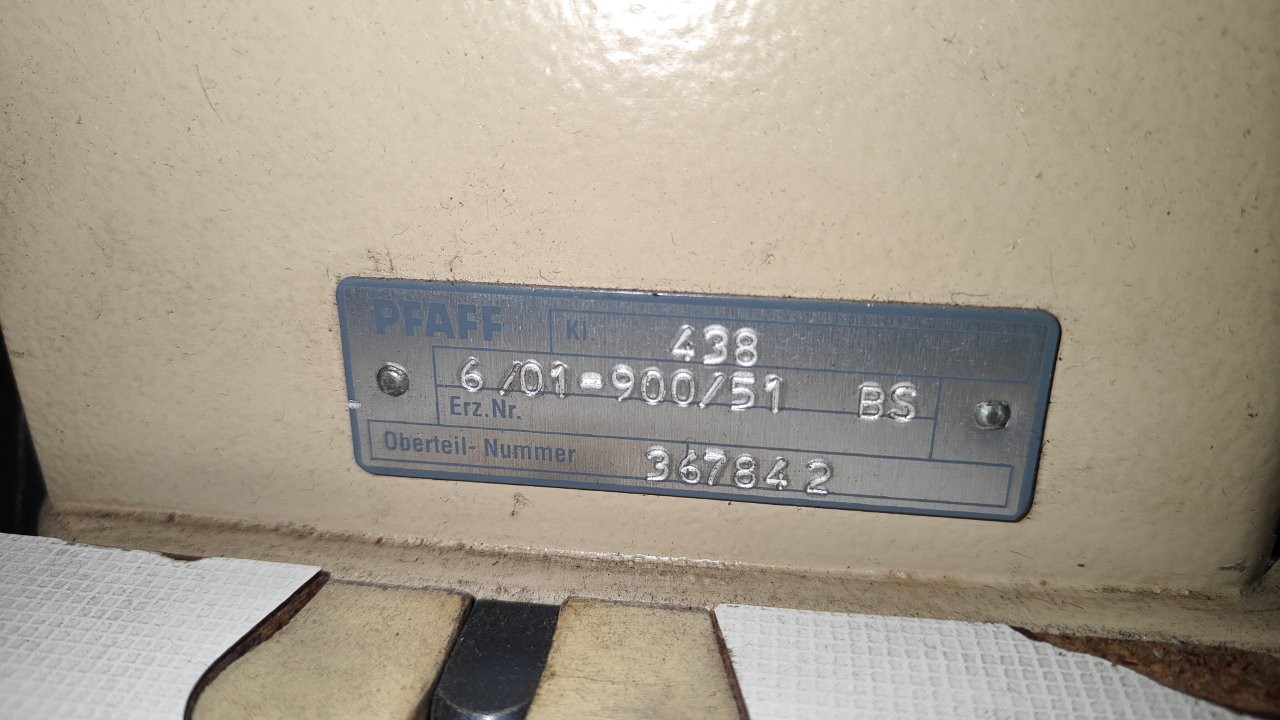 PFAFF Kl. 438
6/01-900/51 BS
Erz.Nr.
Oberteil- Nummer 367842